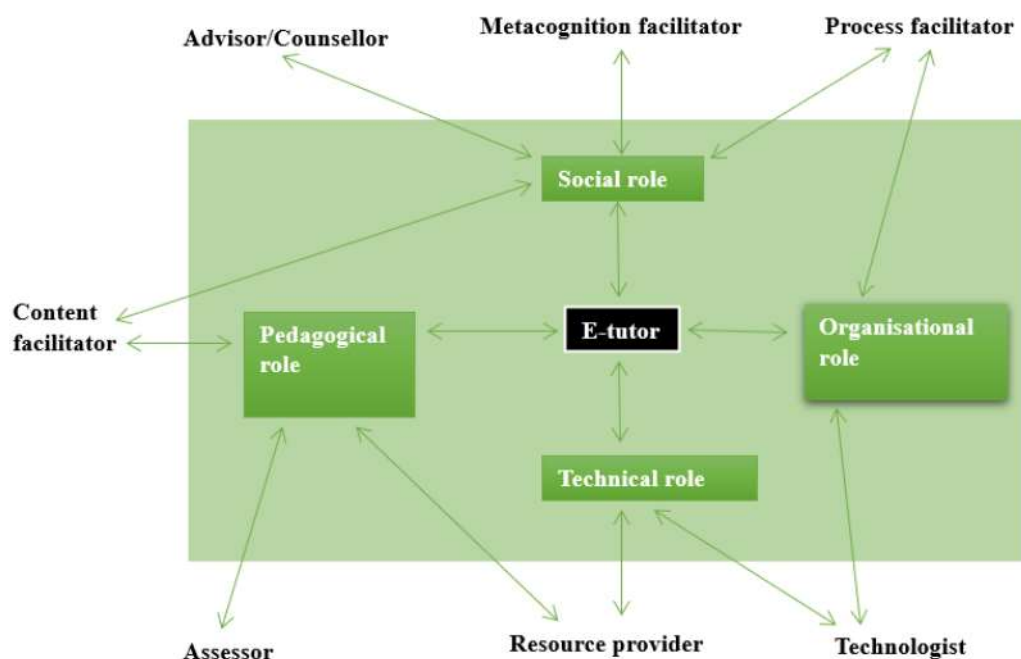 Advisor/Counsellor
Metacognition facilitator
Process facilitator
Social role
Content
facilitator
Pedagogical
role
E-tutor
Organisational
role
Technical role
Assessor
Resource provider
Technologist